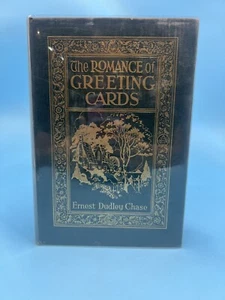 The ROMANCE of
GREETING
CARDS
Ernest Dudley Chase